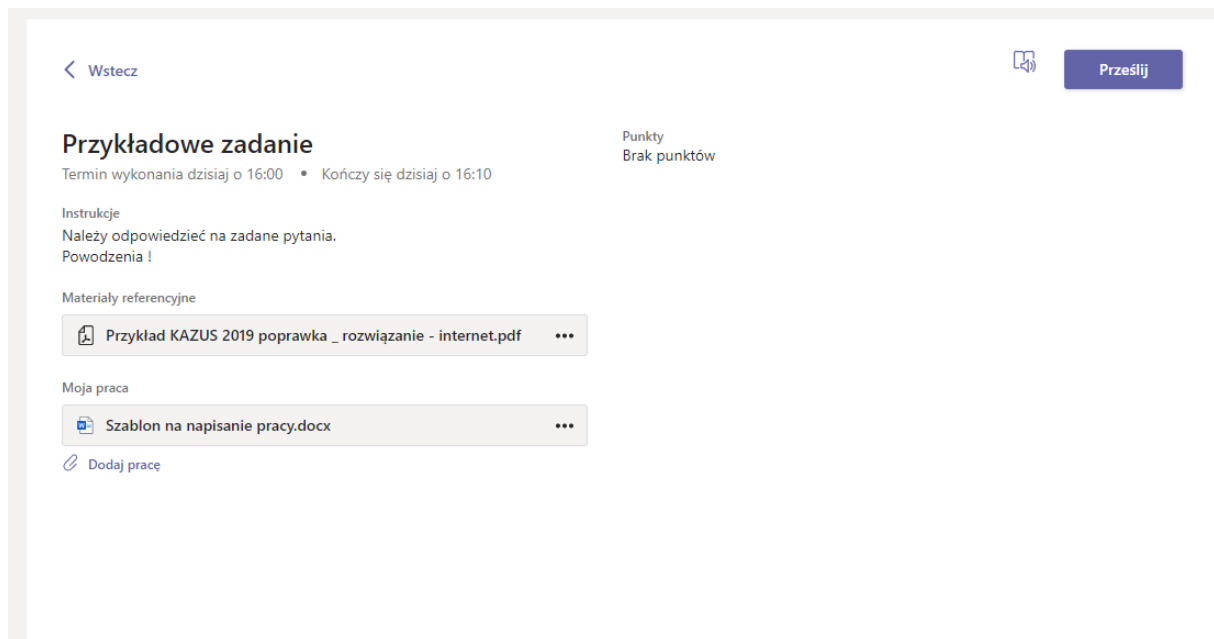 Wstecz
Prześlij
Przykładowe zadanie
Termin wykonania dzisiaj o 16:00 • Kończy się dzisiaj o 16:10
Punkty
Brak punktów
Instrukcje
Należy odpowiedzieć na zadane pytania.
Powodzenia !
Materiały referencyjne
Przykład KAZUS 2019 poprawka _ rozwiązanie - internet.pdf
Moja praca
Szablon na napisanie pracy.docx
Dodaj pracę